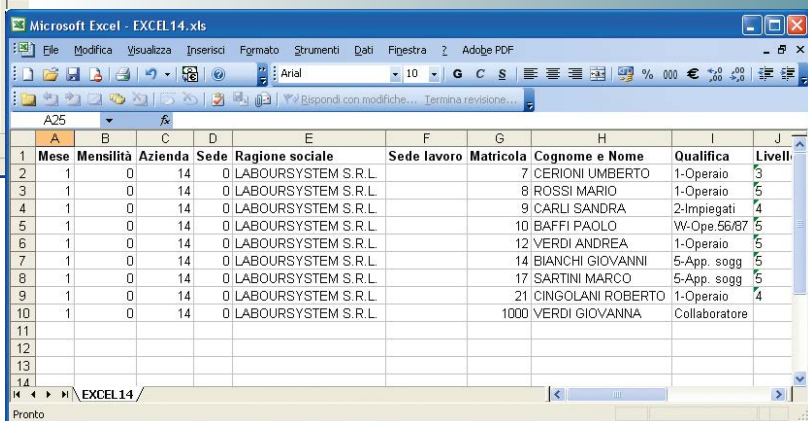 Microsoft Excel - EXCEL14.xls
File Modifica Visualizza Inserisci Formato Strumenti Dati Finestra ? Adobe PDF
Arial 10 G C S % 000 € ,00 ,00
Rispondi con modifiche... Termina revisione...
A25 fx
A B C D E F G H I J
1 Mese Mensilità Azienda Sede Ragione sociale Sede lavoro Matricola Cognome e Nome Qualifica Livell
2 1 0 14 0 LABOURSYSTEM S.R.L. 7 CERIONI UMBERTO 1-Operaio 3
3 1 0 14 0 LABOURSYSTEM S.R.L. 8 ROSSI MARIO 1-Operaio 5
4 1 0 14 0 LABOURSYSTEM S.R.L. 9 CARLI SANDRA 2-Impiegati 4
5 1 0 14 0 LABOURSYSTEM S.R.L. 10 BAFFI PAOLO W-Ope.56/87 5
6 1 0 14 0 LABOURSYSTEM S.R.L. 12 VERDI ANDREA 1-Operaio 5
7 1 0 14 0 LABOURSYSTEM S.R.L. 14 BIANCHI GIOVANNI 5-App. sogg 5
8 1 0 14 0 LABOURSYSTEM S.R.L. 17 SARTINI MARCO 5-App. sogg 5
9 1 0 14 0 LABOURSYSTEM S.R.L. 21 CINGOLANI ROBERTO 1-Operaio 4
10 1 0 14 0 LABOURSYSTEM S.R.L. 1000 VERDI GIOVANNA Collaboratore
11
12
13
14
EXCEL14
Pronto